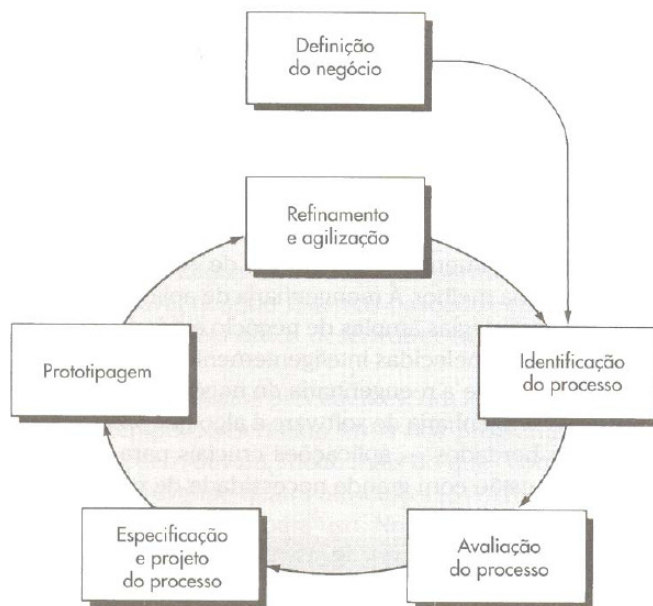 Definição
do negócio
Refinamento
e agilização
Prototipagem
Identificação
do processo
Especificação
e projeto
do processo
Avaliação
do processo